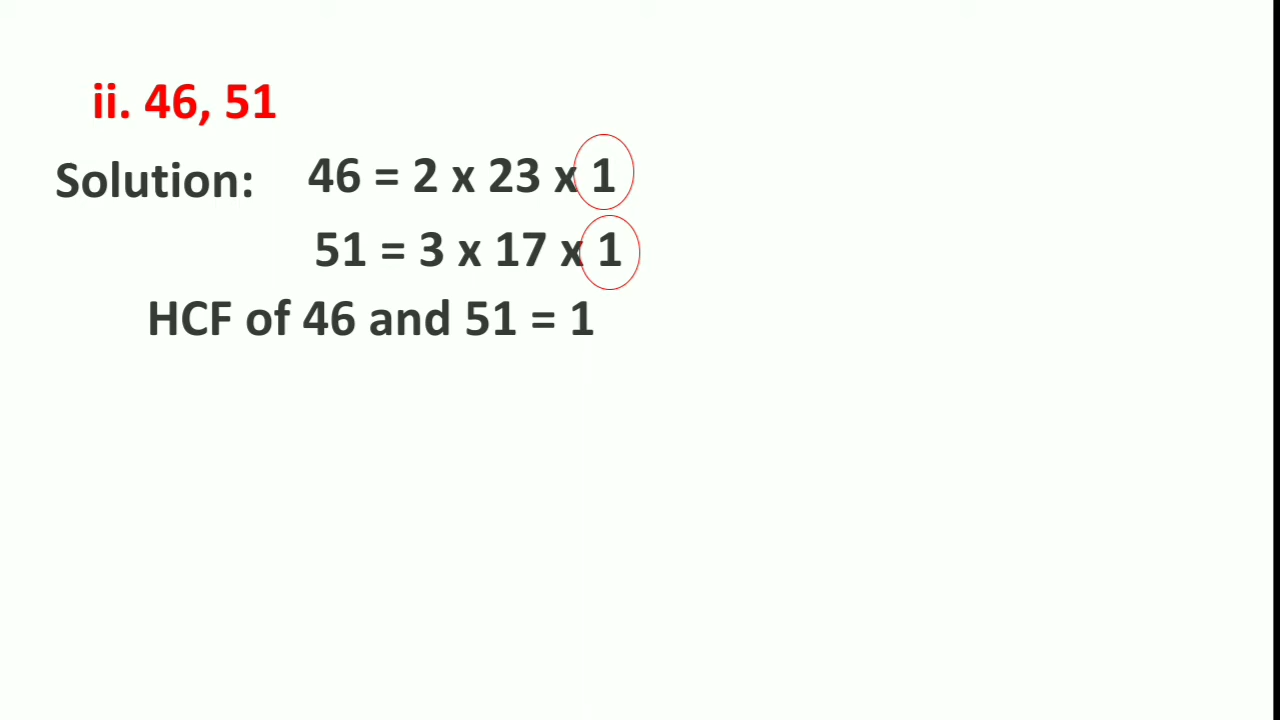 ii. 46, 51
Solution: 46 = 2 x 23 x 1
51 = 3 x 17 x 1
HCF of 46 and 51 = 1